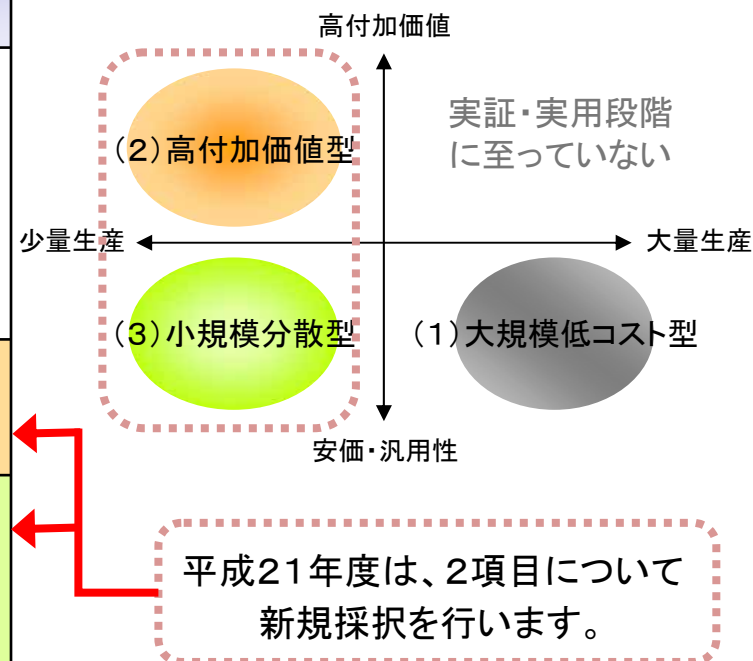 高付加価値
実証・実用段階
に至っていない
(2)高付加価値型
少量生産
大量生産
(3)小規模分散型
(1)大規模低コスト型
安価・汎用性
平成21年度は、2項目について
新規採択を行います。